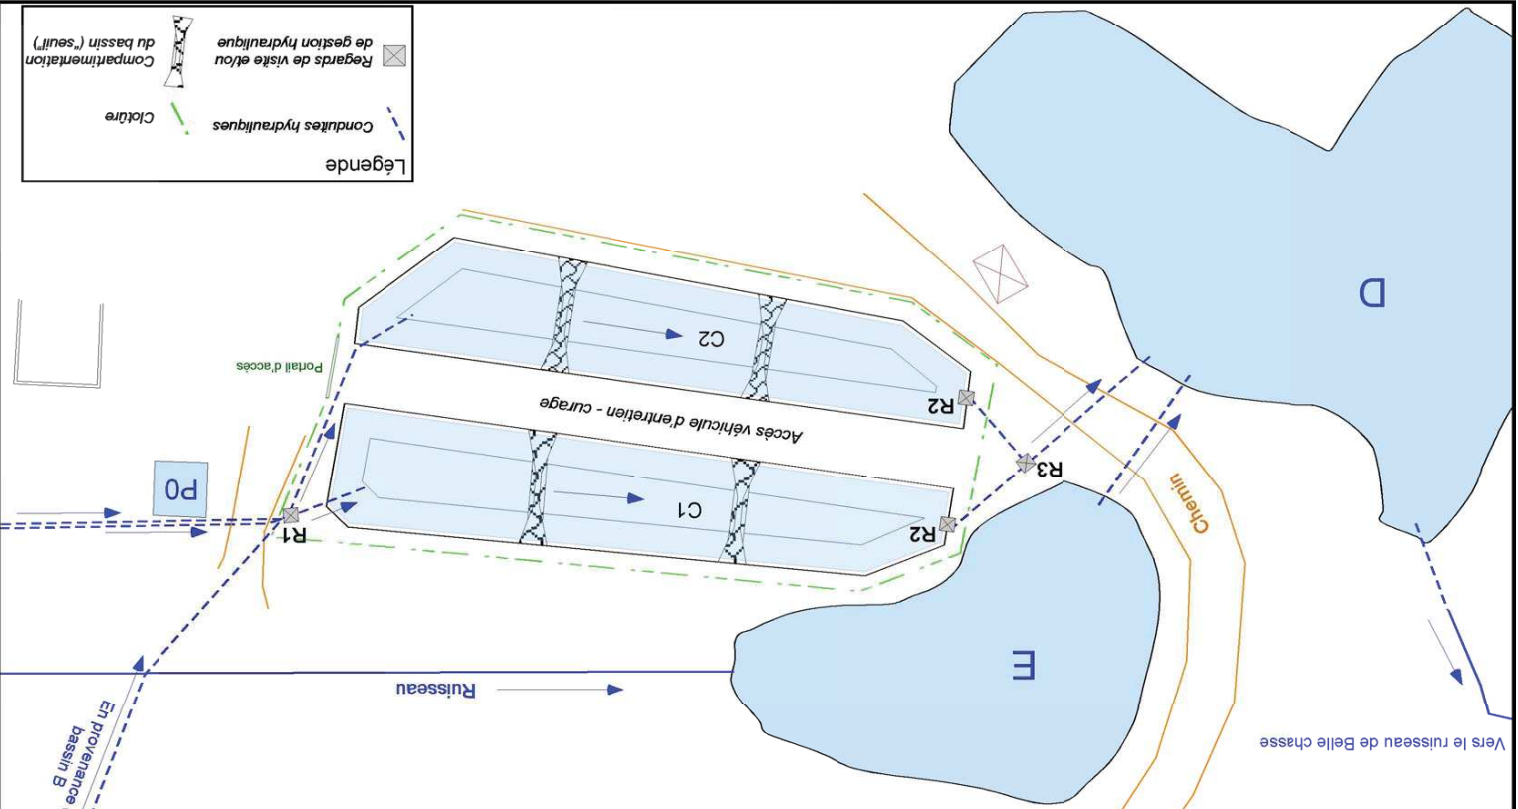 Vers le ruisseau de Belle chasse
En provenance
bassin B
Ruisseau
E
Chemin
R1
R2
C1
P0
R3
R2
Accès véhicule d'entretien - curage
Portail d'accès
C2
D
Légende
Conduites hydrauliques
Clotûre
Regards de visite et/ou
de gestion hydraulique
Compartimentation
du bassin ("seuil")